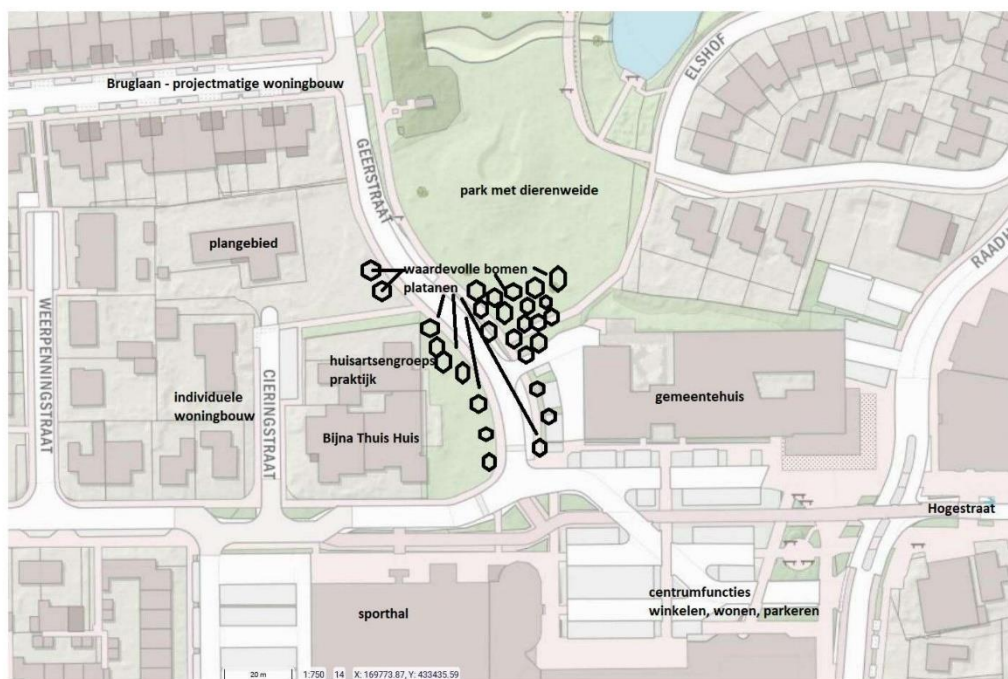 Bruglaan - projectmatige woningbouw
ELSHOF
GEERSTRAAT
park met dierenweide
plangebied
waardevolle bomen
platanen
RAADH
WEERPENNINGSTRAAT
CIERINGSTRAAT
huisartsengroeps
praktijk
individuele
woningbouw
gemeentehuis
Bijna Thuis Huis
Hogestraat
centrumfuncties
winkelen, wonen, parkeren
sporthal
20 m 1:750 14 X: 169773.87, Y: 433435.59